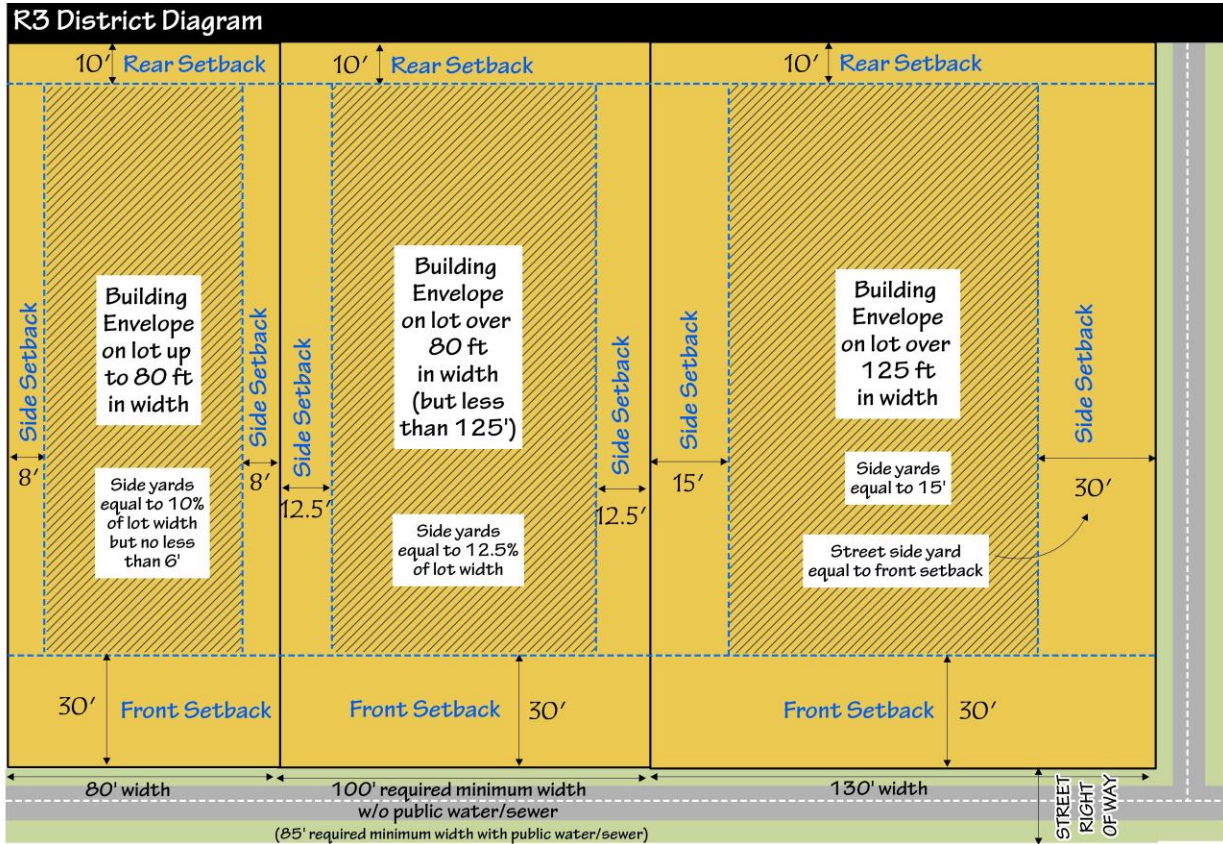 R3 District Diagram
10′ Rear Setback
10′ Rear Setback
10′ Rear Setback
Side Setback
8′
Building
Envelope
on lot up
to 80 ft
in width
Side yards
equal to 10%
of lot width
but no less
than 6'
Side Setback
8′
Side Setback
12.5′
Building
Envelope
on lot over
80 ft
in width
(but less
than 125')
Side yards
equal to 12.5%
of lot width
Side Setback
12.5′
Side Setback
15′
Building
Envelope
on lot over
125 ft
in width
Side yards
equal to 15'
Street side yard
equal to front setback
Side Setback
30′
30′ Front Setback
Front Setback 30′
Front Setback 30′
80' width
100' required minimum width
w/o public water/sewer
(85' required minimum width with public water/sewer)
130' width
STREET
RIGHT
OF WAY